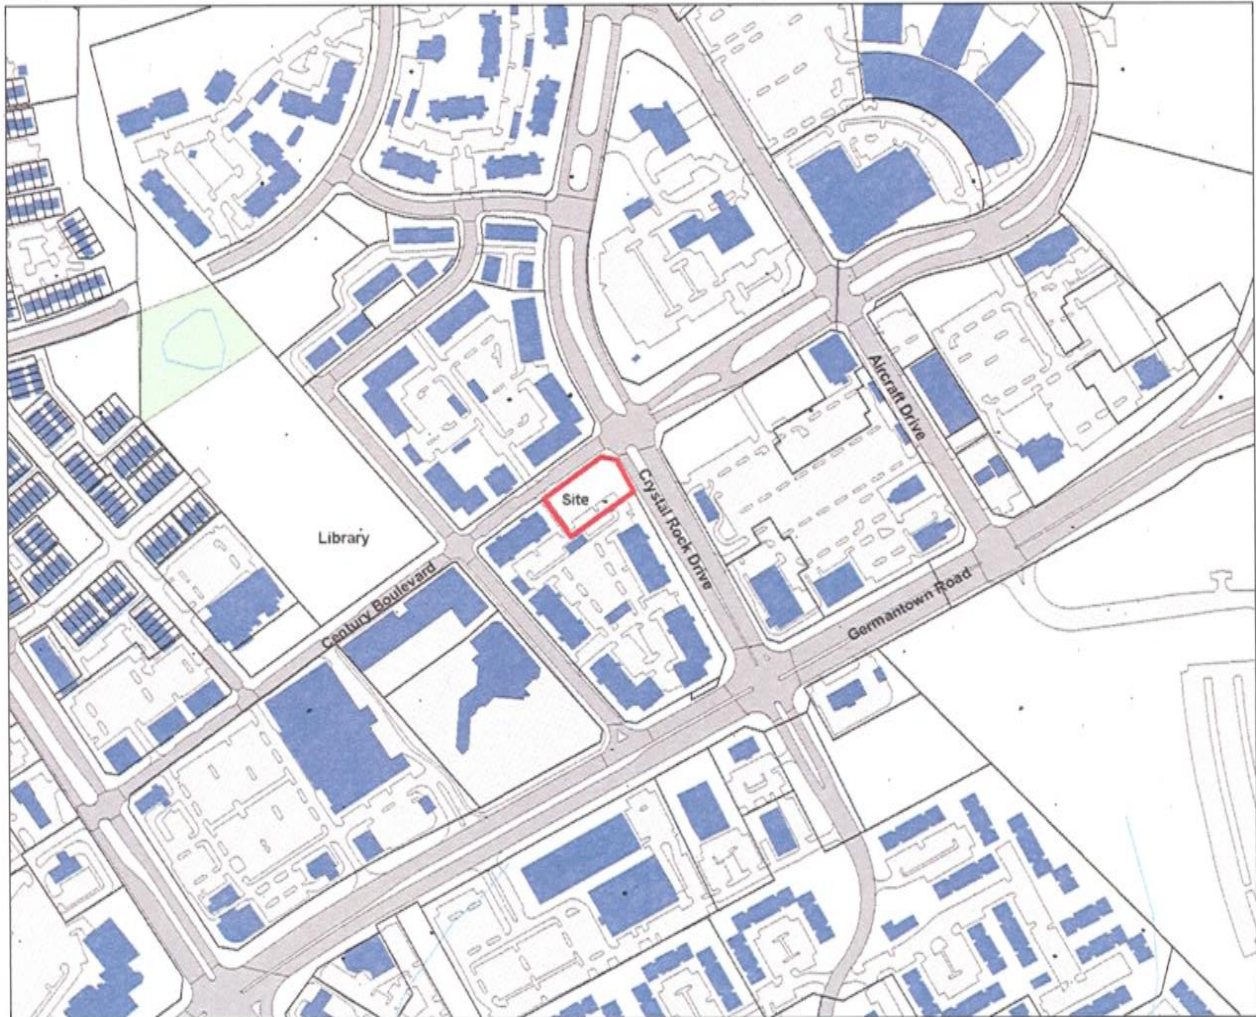 Aircraft Drive
Site
Crystal Rock Drive
Library
Century Boulevard
Germantown Road